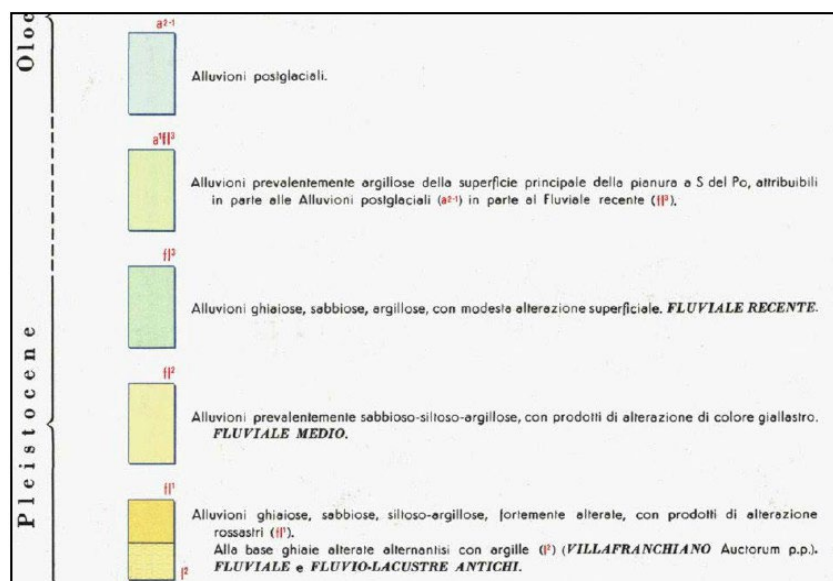 Oloc
Pleistocene
a²⁻¹
Alluvioni postglaciali.
a¹fl³
Alluvioni prevalentemente argillose della superficie principale della pianura a S del Po, attribuibili
in parte alle Alluvioni postglaciali (a²⁻¹) in parte al Fluviale recente (fl³).
fl³
Alluvioni ghiaiose, sabbiose, argillose, con modesta alterazione superficiale. FLUVIALE RECENTE.
fl²
Alluvioni prevalentemente sabbioso-siltoso-argillose, con prodotti di alterazione di colore giallastro.
FLUVIALE MEDIO.
fl¹
Alluvioni ghiaiose, sabbiose, siltoso-argillose, fortemente alterate, con prodotti di alterazione
rossastri (fl¹).
Alla base ghiaie alterate alternantisi con argille (l²) (VILLAFRANCHIANO Auctorum p.p.).
FLUVIALE e FLUVIO-LACUSTRE ANTICHI.
l²